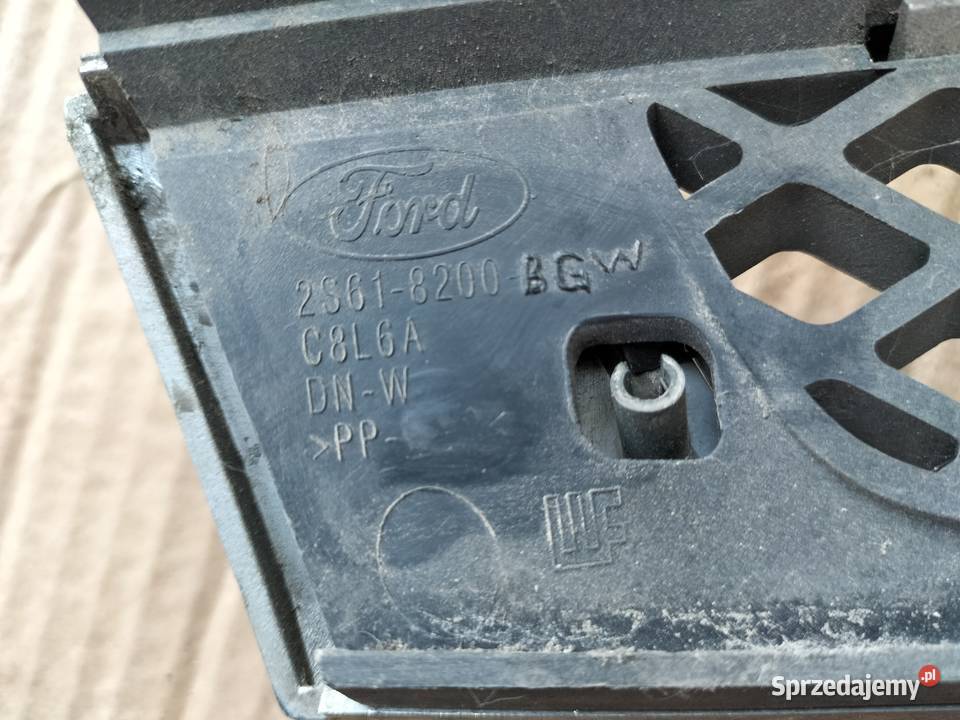 Ford
2S61-8200-BGW
C8L6A
DN-W
>PP-
Sprzedajemy.pl